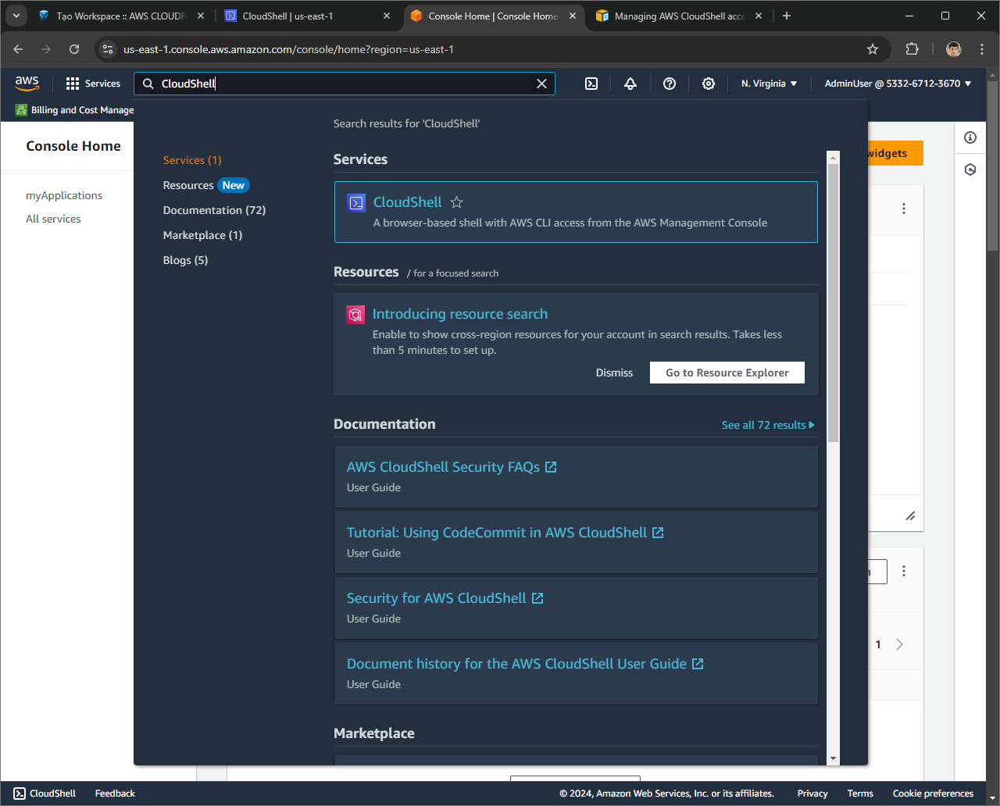 Tạo Workspace :: AWS CLOUDF
CloudShell | us-east-1
Console Home | Console Home
Managing AWS CloudShell acce
us-east-1.console.aws.amazon.com/console/home?region=us-east-1
aws
Services
CloudShell
N. Virginia
AdminUser @ 5332-6712-3670
Billing and Cost Manage
Console Home
myApplications
All services
Search results for 'CloudShell'
Services (1)
Resources New
Documentation (72)
Marketplace (1)
Blogs (5)
Services
CloudShell
A browser-based shell with AWS CLI access from the AWS Management Console
Resources / for a focused search
Introducing resource search
Enable to show cross-region resources for your account in search results. Takes less
than 5 minutes to set up.
Dismiss
Go to Resource Explorer
Documentation
See all 72 results
AWS CloudShell Security FAQs
User Guide
Tutorial: Using CodeCommit in AWS CloudShell
User Guide
Security for AWS CloudShell
User Guide
Document history for the AWS CloudShell User Guide
User Guide
Marketplace
widgets
1
CloudShell
Feedback
© 2024, Amazon Web Services, Inc. or its affiliates.
Privacy
Terms
Cookie preferences